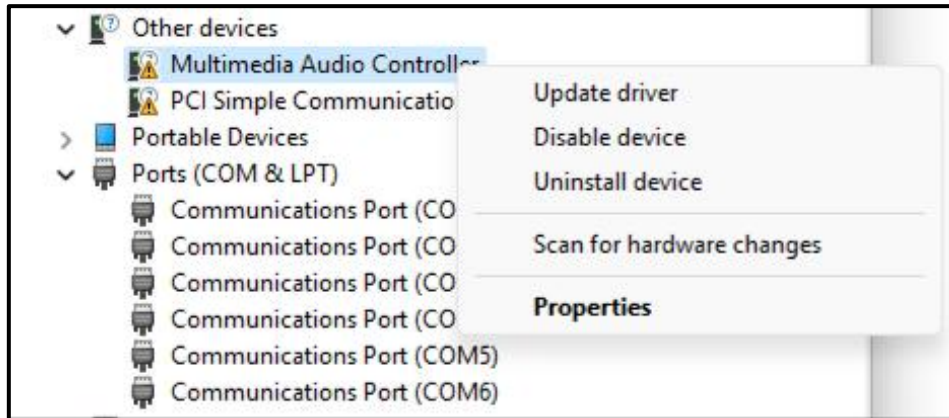 Other devices
Multimedia Audio Controller
PCI Simple Communicatio
Portable Devices
Ports (COM & LPT)
Communications Port (CO
Communications Port (CO
Communications Port (CO
Communications Port (CO
Communications Port (COM5)
Communications Port (COM6)
Update driver
Disable device
Uninstall device
Scan for hardware changes
Properties